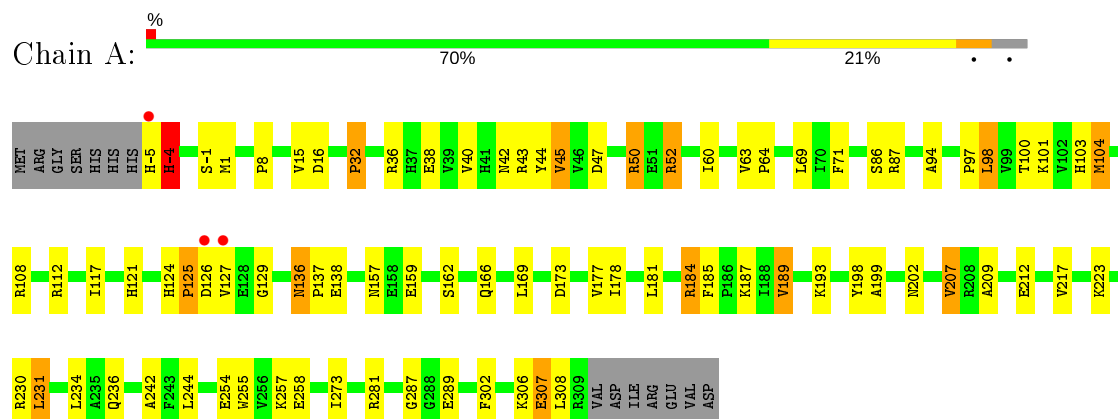 %
Chain A:
70% 21% • •
MET ARG GLY SER HIS HIS HIS H-5 H-4 S-1 M1 P8 V15 D16 P32 R36 H37 E38 V39 V40 H41 N42 R43 Y44 V45 V46 D47 R50 E51 R52 I60 V63 P64 L69 I70 F71 S86 R87 A94 P97 L98 V99 T100 K101 V102 H103 M104
R108 R112 I117 H121 H124 P125 D126 V127 E128 G129 N136 P137 E138 N157 E158 E159 S162 Q166 L169 D173 V177 I178 L181 R184 F185 P186 K187 I188 V189 K193 Y198 A199 N202 V207 R208 A209 E212 V217 K223
R230 L231 L234 A235 Q236 A242 F243 L244 E254 W255 V256 K257 E258 I273 R281 G287 G288 E289 F302 K306 E307 L308 R309 VAL ASP ILE ARG GLU VAL ASP